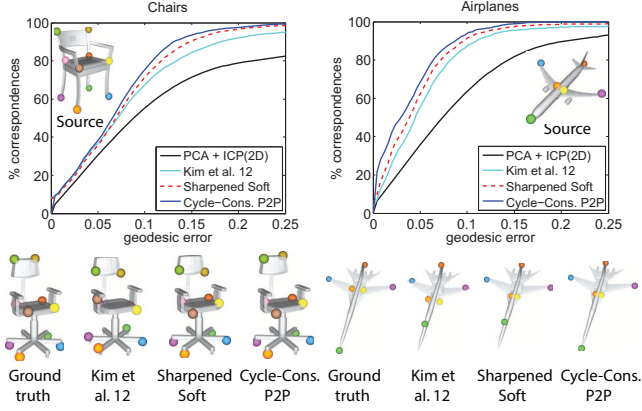 Chairs
100
80
60
40
20
0
% correspondences
Source
PCA + ICP(2D)
Kim et al. 12
Sharpened Soft
Cycle-Cons. P2P
0 0.05 0.1 0.15 0.2 0.25
geodesic error
Airplanes
100
80
60
40
20
0
% correspondences
Source
PCA + ICP(2D)
Kim et al. 12
Sharpened Soft
Cycle-Cons. P2P
0 0.05 0.1 0.15 0.2 0.25
geodesic error
Ground
truth
Kim et
al. 12
Sharpened
Soft
Cycle-Cons.
P2P
Ground
truth
Kim et
al. 12
Sharpened
Soft
Cycle-Cons.
P2P